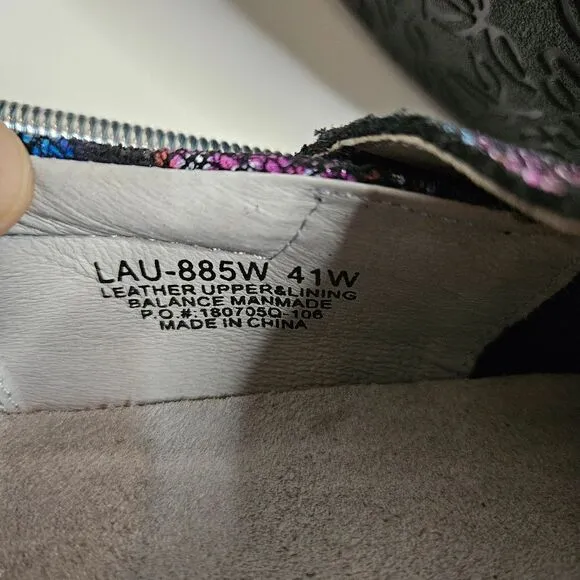 LAU-885W 41W
LEATHER UPPER&LINING
BALANCE MANMADE
P.O.#:180705Q-106
MADE IN CHINA